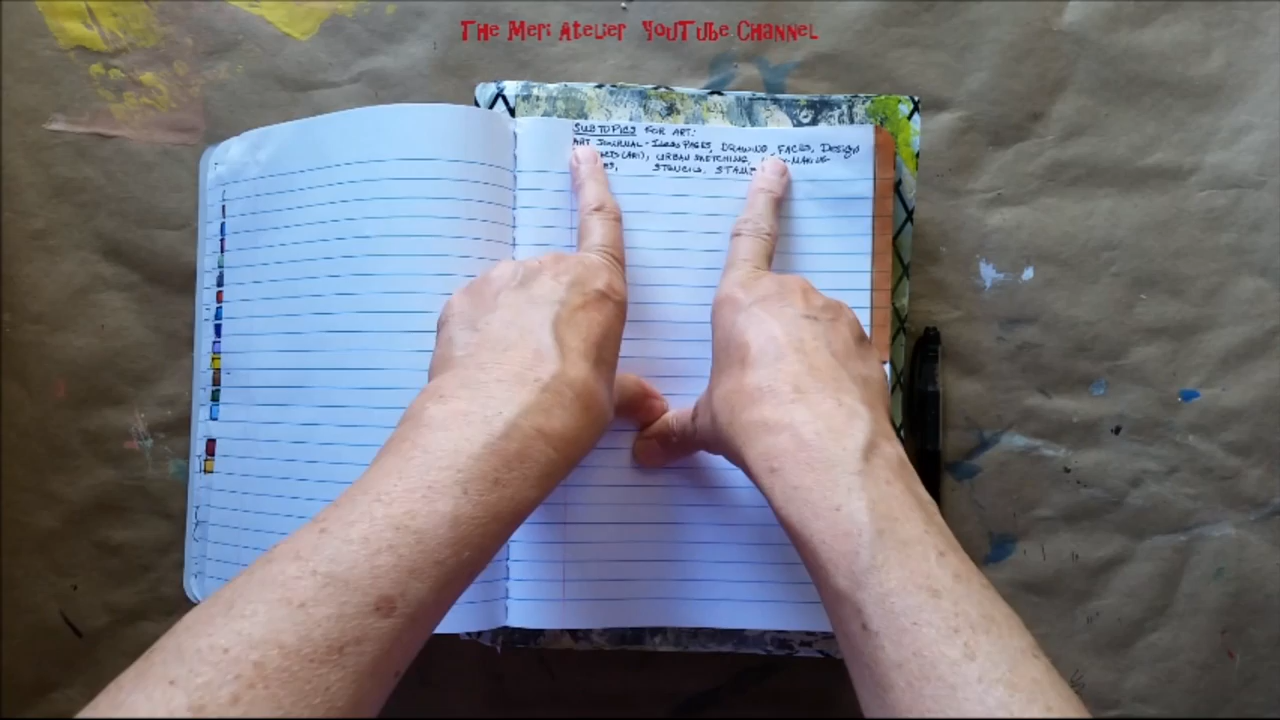 The Meri Atelier YouTube Channel
SUBTOPICS FOR ART:
ART JOURNAL - Ideas PAGES, DRAWING, FACES, Design
(ART), URBAN SKETCHING,
STENCILS, STAMP